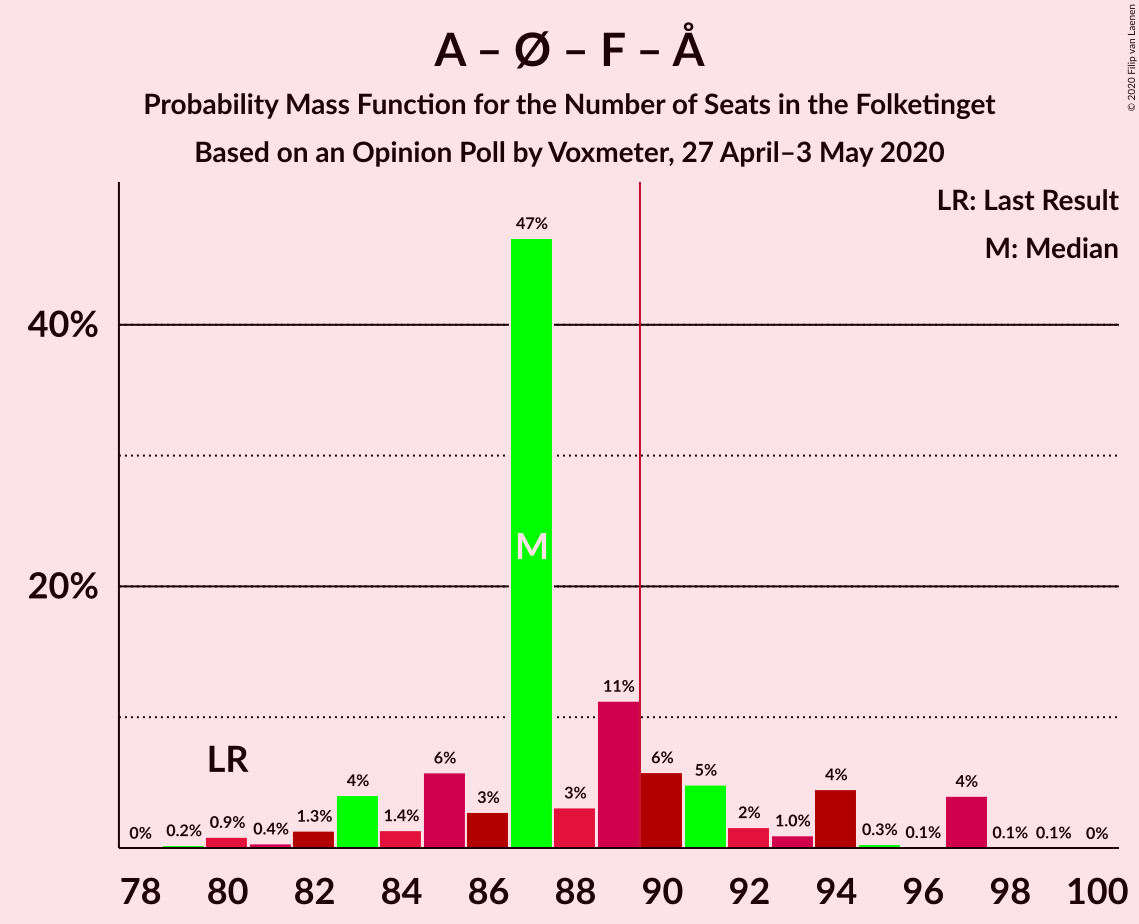 A – Ø – F – Å
Probability Mass Function for the Number of Seats in the Folketinget
Based on an Opinion Poll by Voxmeter, 27 April–3 May 2020
© 2020 Filip van Laenen
LR: Last Result
M: Median
47%
40%
M
20%
11%
LR
0% 0.2% 0.9% 0.4% 1.3% 4% 1.4% 6% 3% 3% 6% 5% 2% 1.0% 4% 0.3% 0.1% 4% 0.1% 0.1% 0%
78 80 82 84 86 88 90 92 94 96 98 100